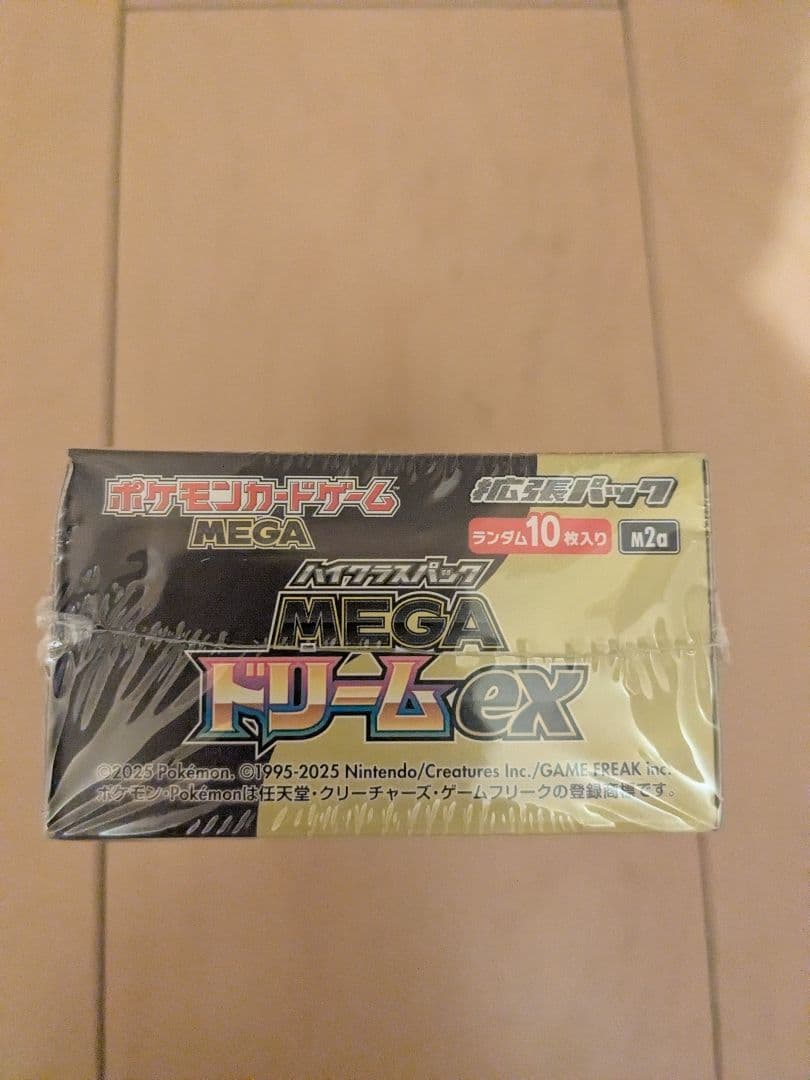 ポケモンカードゲーム
MEGA
拡張パック
ランダム10枚入り M2a
ハイクラスパック
MEGA
ドリームex
©2025 Pokémon. ©1995-2025 Nintendo/Creatures Inc./GAME FREAK inc.
ポケモン・Pokémonは任天堂・クリーチャーズ・ゲームフリークの登録商標です。